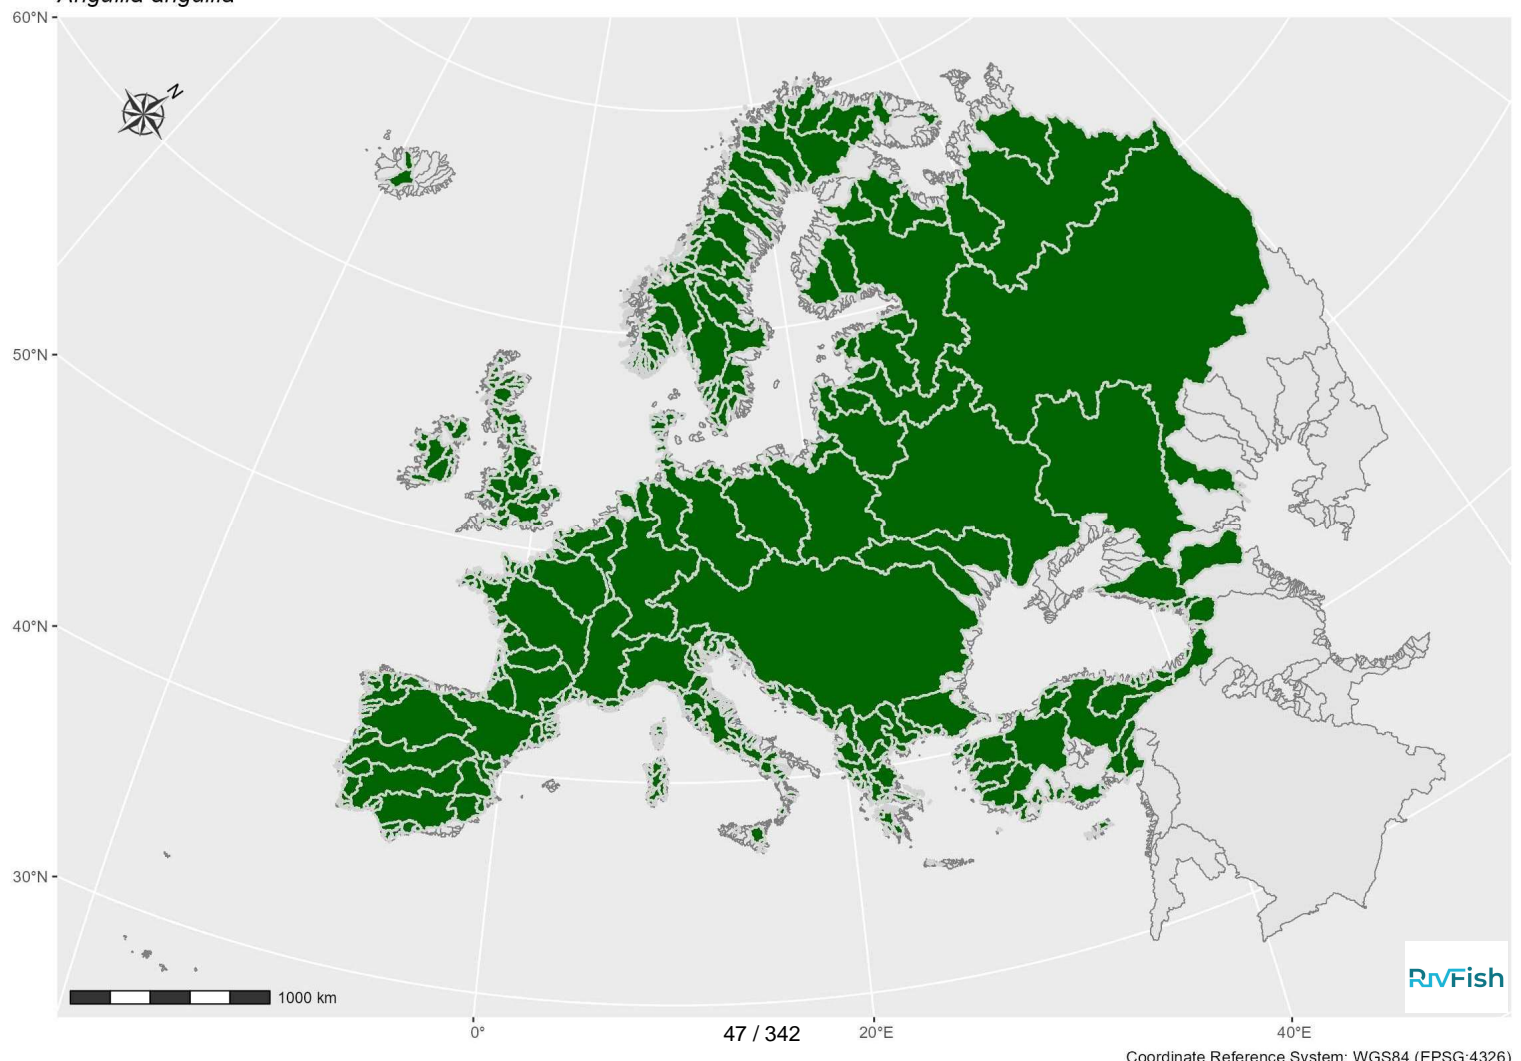 Anguilla anguilla
60°N
N
50°N
40°N
30°N
1000 km
RivFish
0°
47 / 342
20°E
40°E
Coordinate Reference System: WGS84 (EPSG:4326)